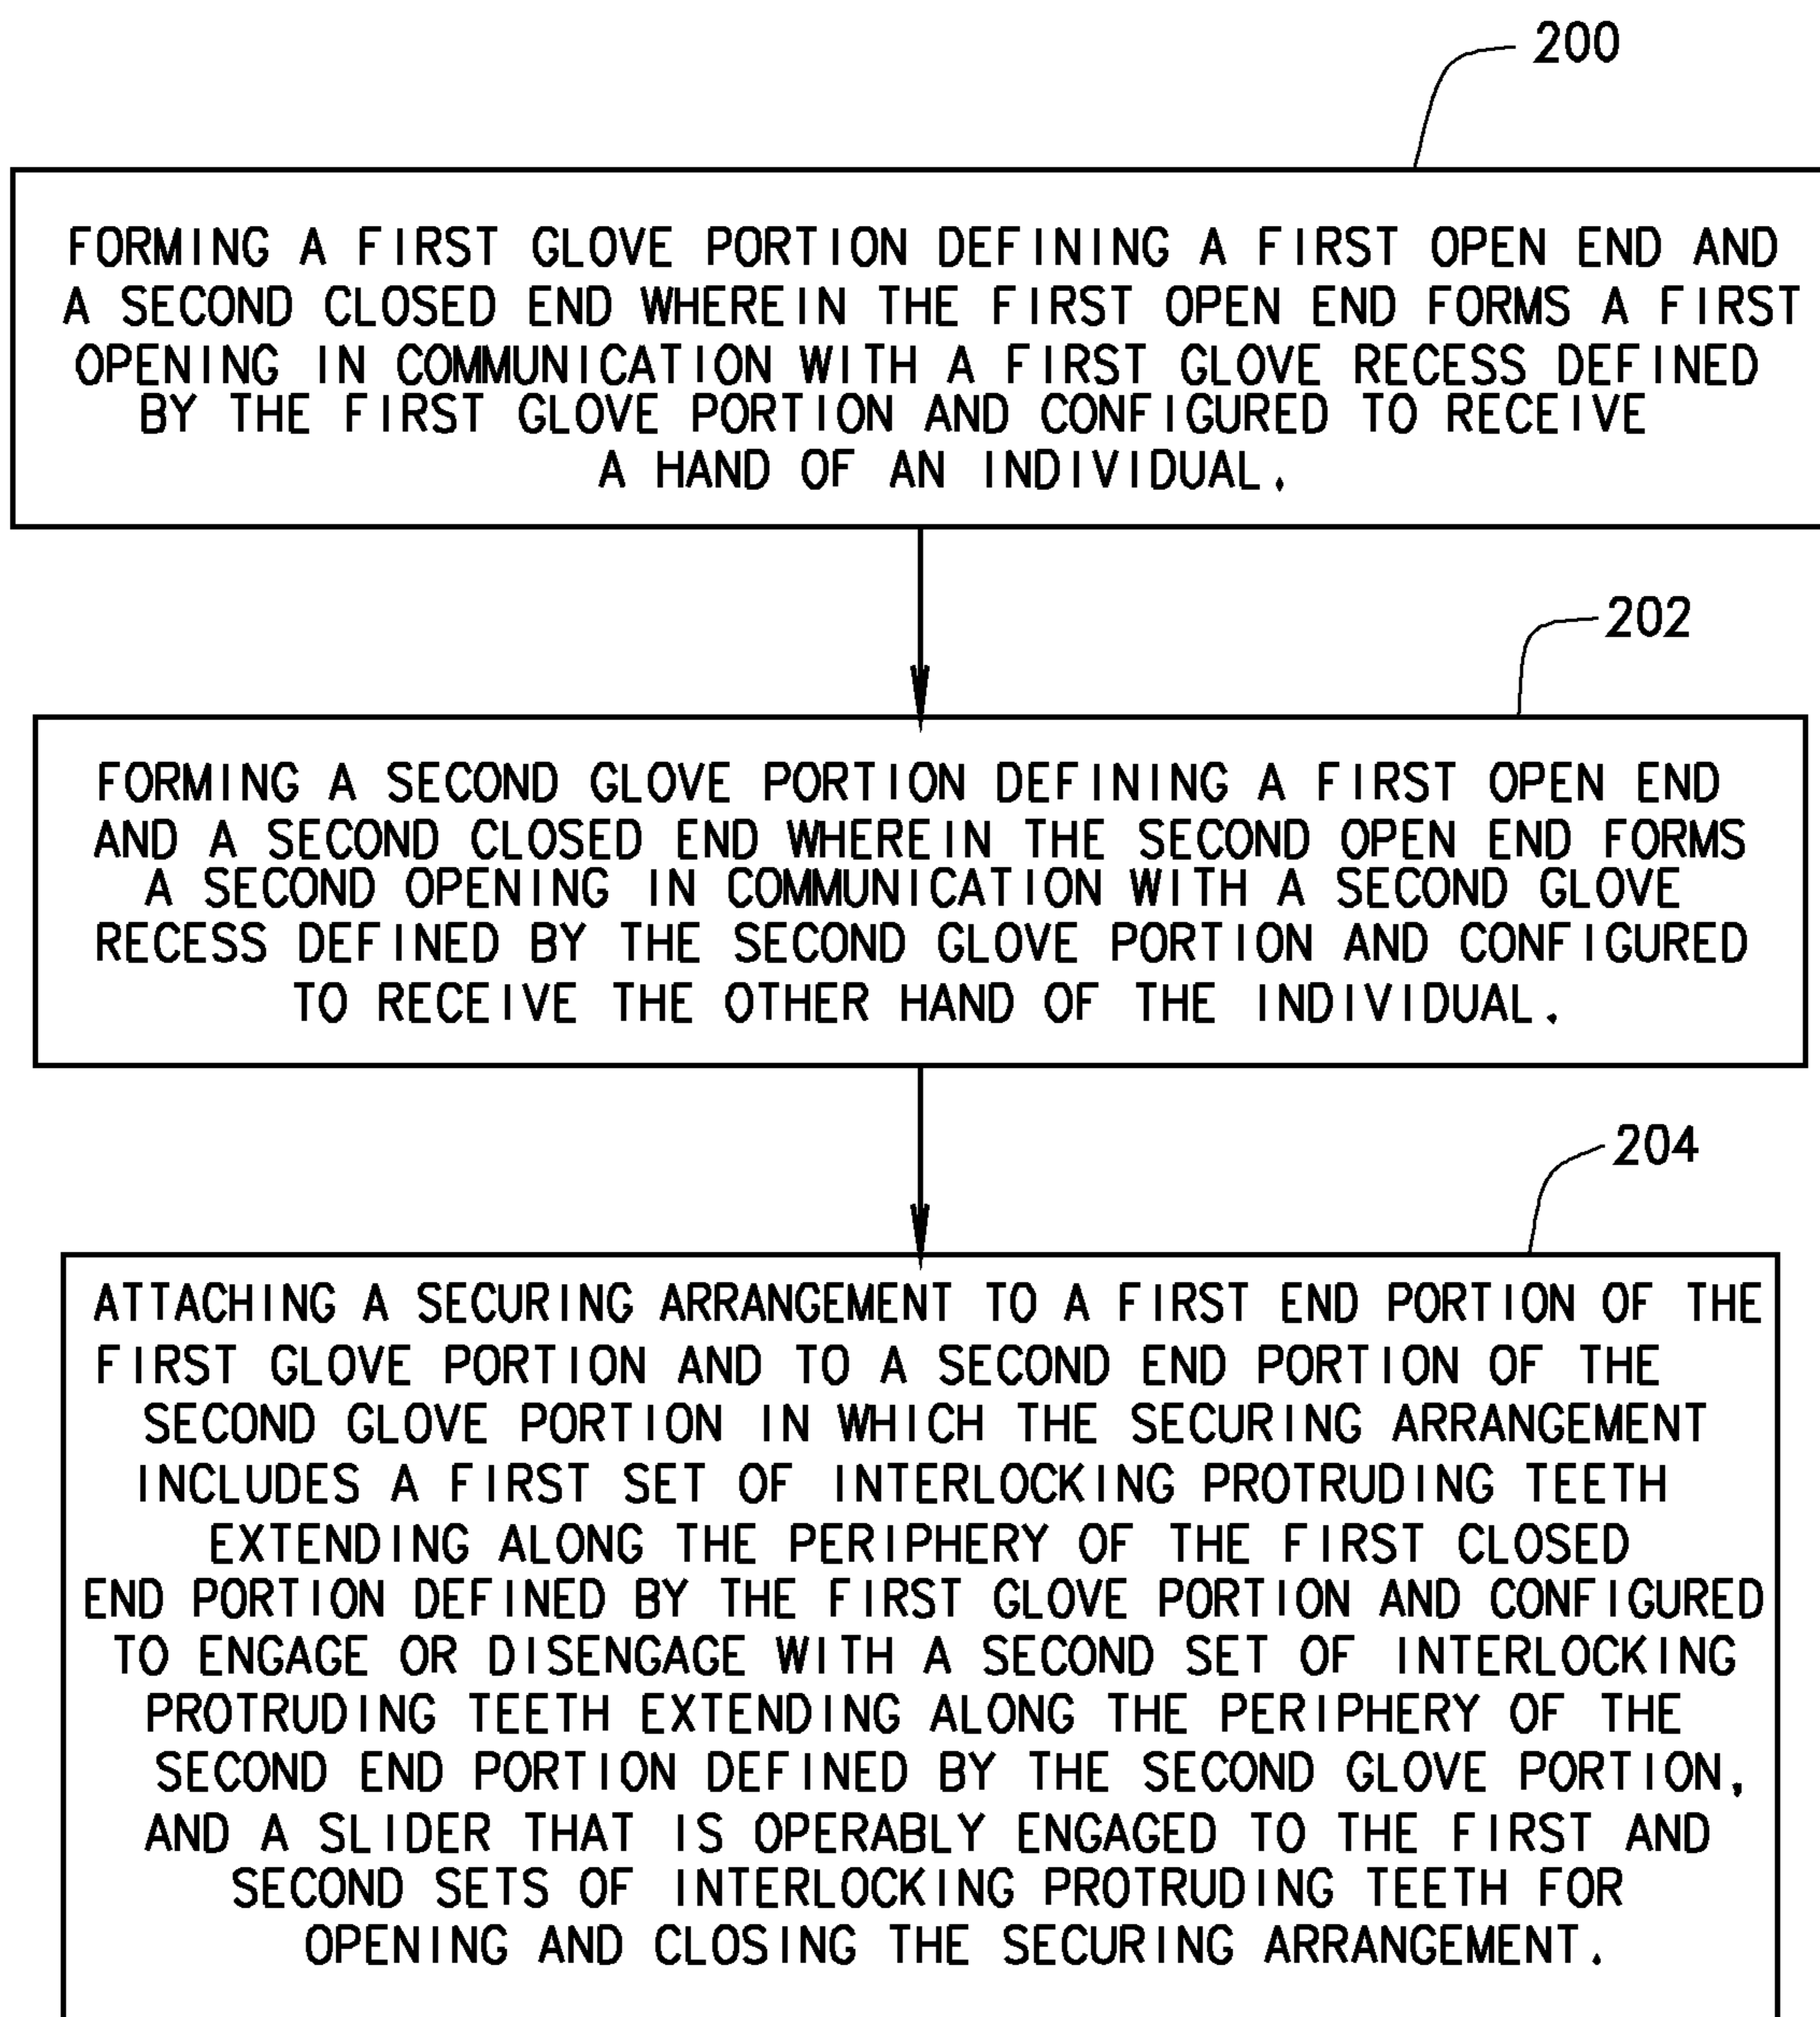 200
FORMING A FIRST GLOVE PORTION DEFINING A FIRST OPEN END AND
A SECOND CLOSED END WHEREIN THE FIRST OPEN END FORMS A FIRST
OPENING IN COMMUNICATION WITH A FIRST GLOVE RECESS DEFINED
BY THE FIRST GLOVE PORTION AND CONFIGURED TO RECEIVE
A HAND OF AN INDIVIDUAL.
202
FORMING A SECOND GLOVE PORTION DEFINING A FIRST OPEN END
AND A SECOND CLOSED END WHEREIN THE SECOND OPEN END FORMS
A SECOND OPENING IN COMMUNICATION WITH A SECOND GLOVE
RECESS DEFINED BY THE SECOND GLOVE PORTION AND CONFIGURED
TO RECEIVE THE OTHER HAND OF THE INDIVIDUAL.
204
ATTACHING A SECURING ARRANGEMENT TO A FIRST END PORTION OF THE
FIRST GLOVE PORTION AND TO A SECOND END PORTION OF THE
SECOND GLOVE PORTION IN WHICH THE SECURING ARRANGEMENT
INCLUDES A FIRST SET OF INTERLOCKING PROTRUDING TEETH
EXTENDING ALONG THE PERIPHERY OF THE FIRST CLOSED
END PORTION DEFINED BY THE FIRST GLOVE PORTION AND CONFIGURED
TO ENGAGE OR DISENGAGE WITH A SECOND SET OF INTERLOCKING
PROTRUDING TEETH EXTENDING ALONG THE PERIPHERY OF THE
SECOND END PORTION DEFINED BY THE SECOND GLOVE PORTION,
AND A SLIDER THAT IS OPERABLY ENGAGED TO THE FIRST AND
SECOND SETS OF INTERLOCKING PROTRUDING TEETH FOR
OPENING AND CLOSING THE SECURING ARRANGEMENT.